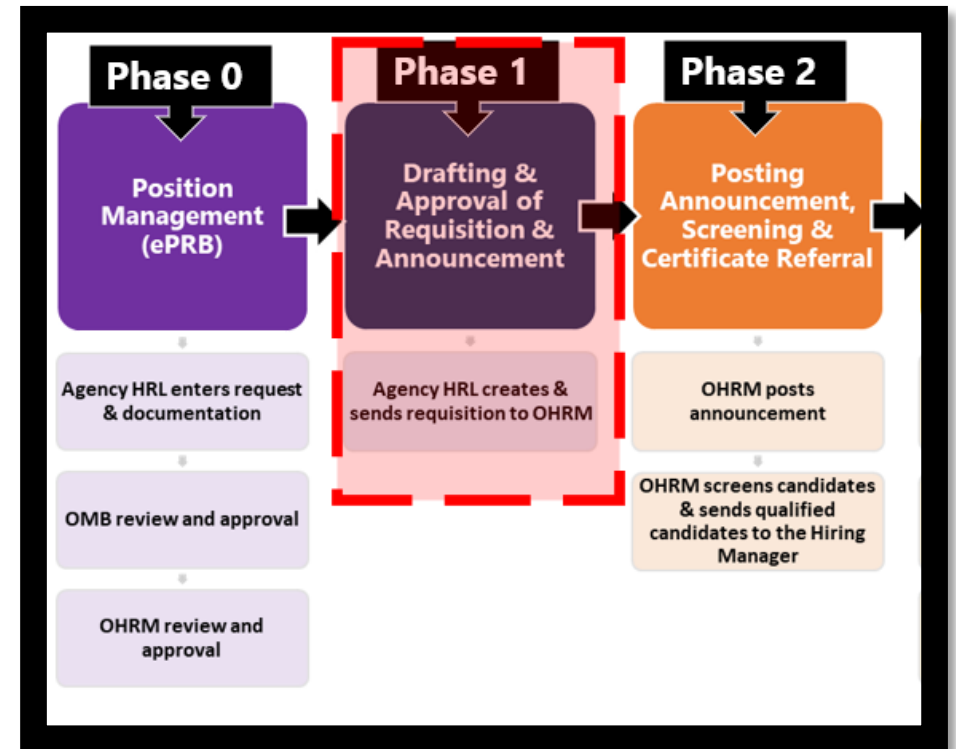 Phase 0
Position
Management
(ePRB)
Agency HRL enters request
& documentation
OMB review and approval
OHRM review and
approval
Phase 1
Drafting &
Approval of
Requisition &
Announcement
Agency HRL creates &
sends requisition to OHRM
Phase 2
Posting
Announcement,
Screening &
Certificate Referral
OHRM posts
announcement
OHRM screens candidates
& sends qualified
candidates to the Hiring
Manager